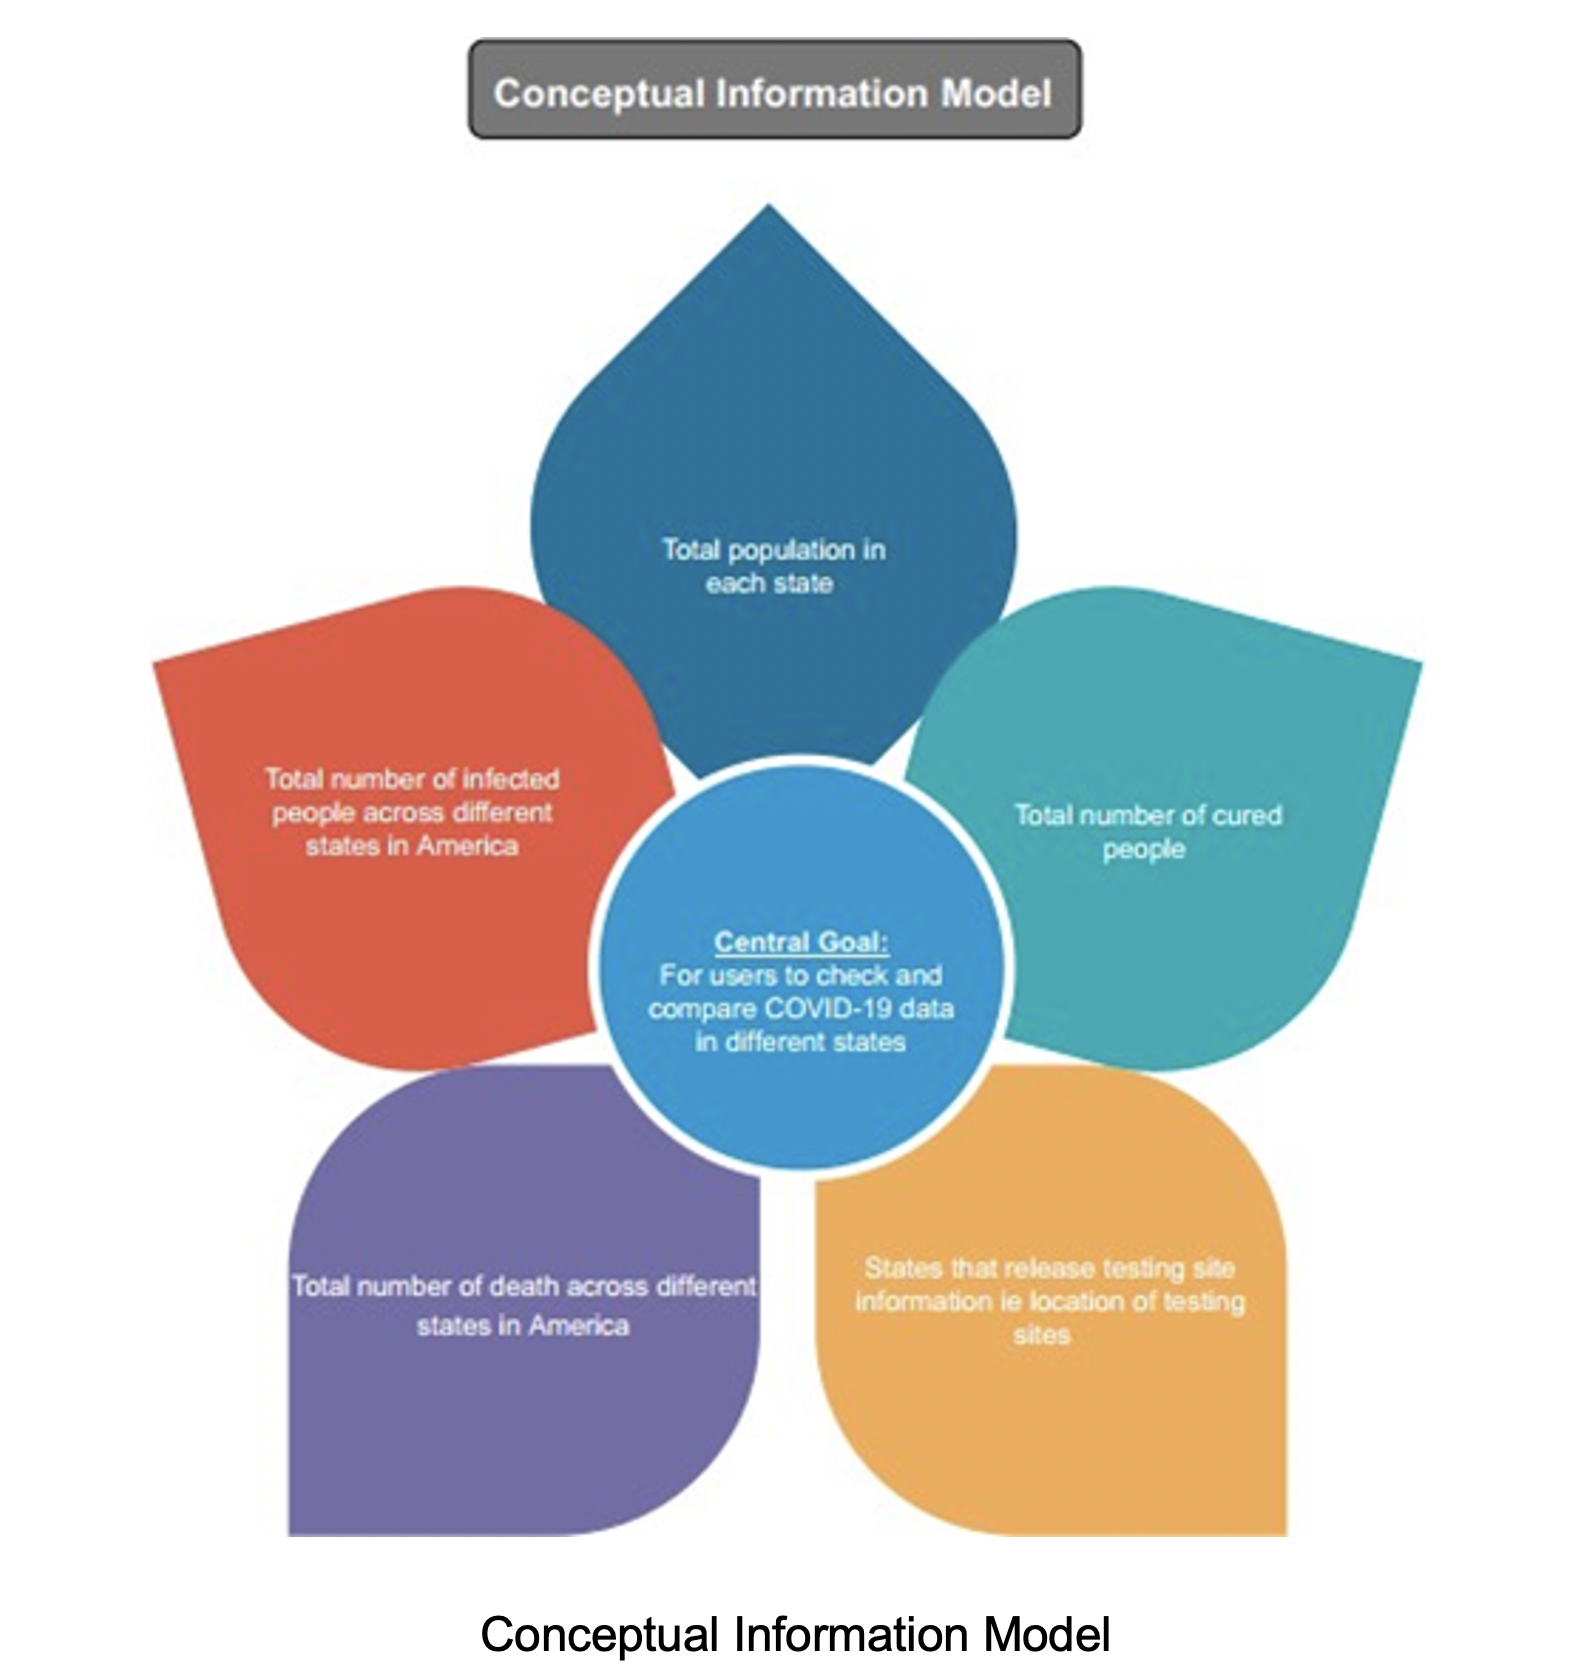 Conceptual Information Model
Total population in
each state
Total number of infected
people across different
states in America
Total number of cured
people
Central Goal:
For users to check and
compare COVID-19 data
in different states
Total number of death across different
states in America
States that release testing site
information ie location of testing
sites
Conceptual Information Model